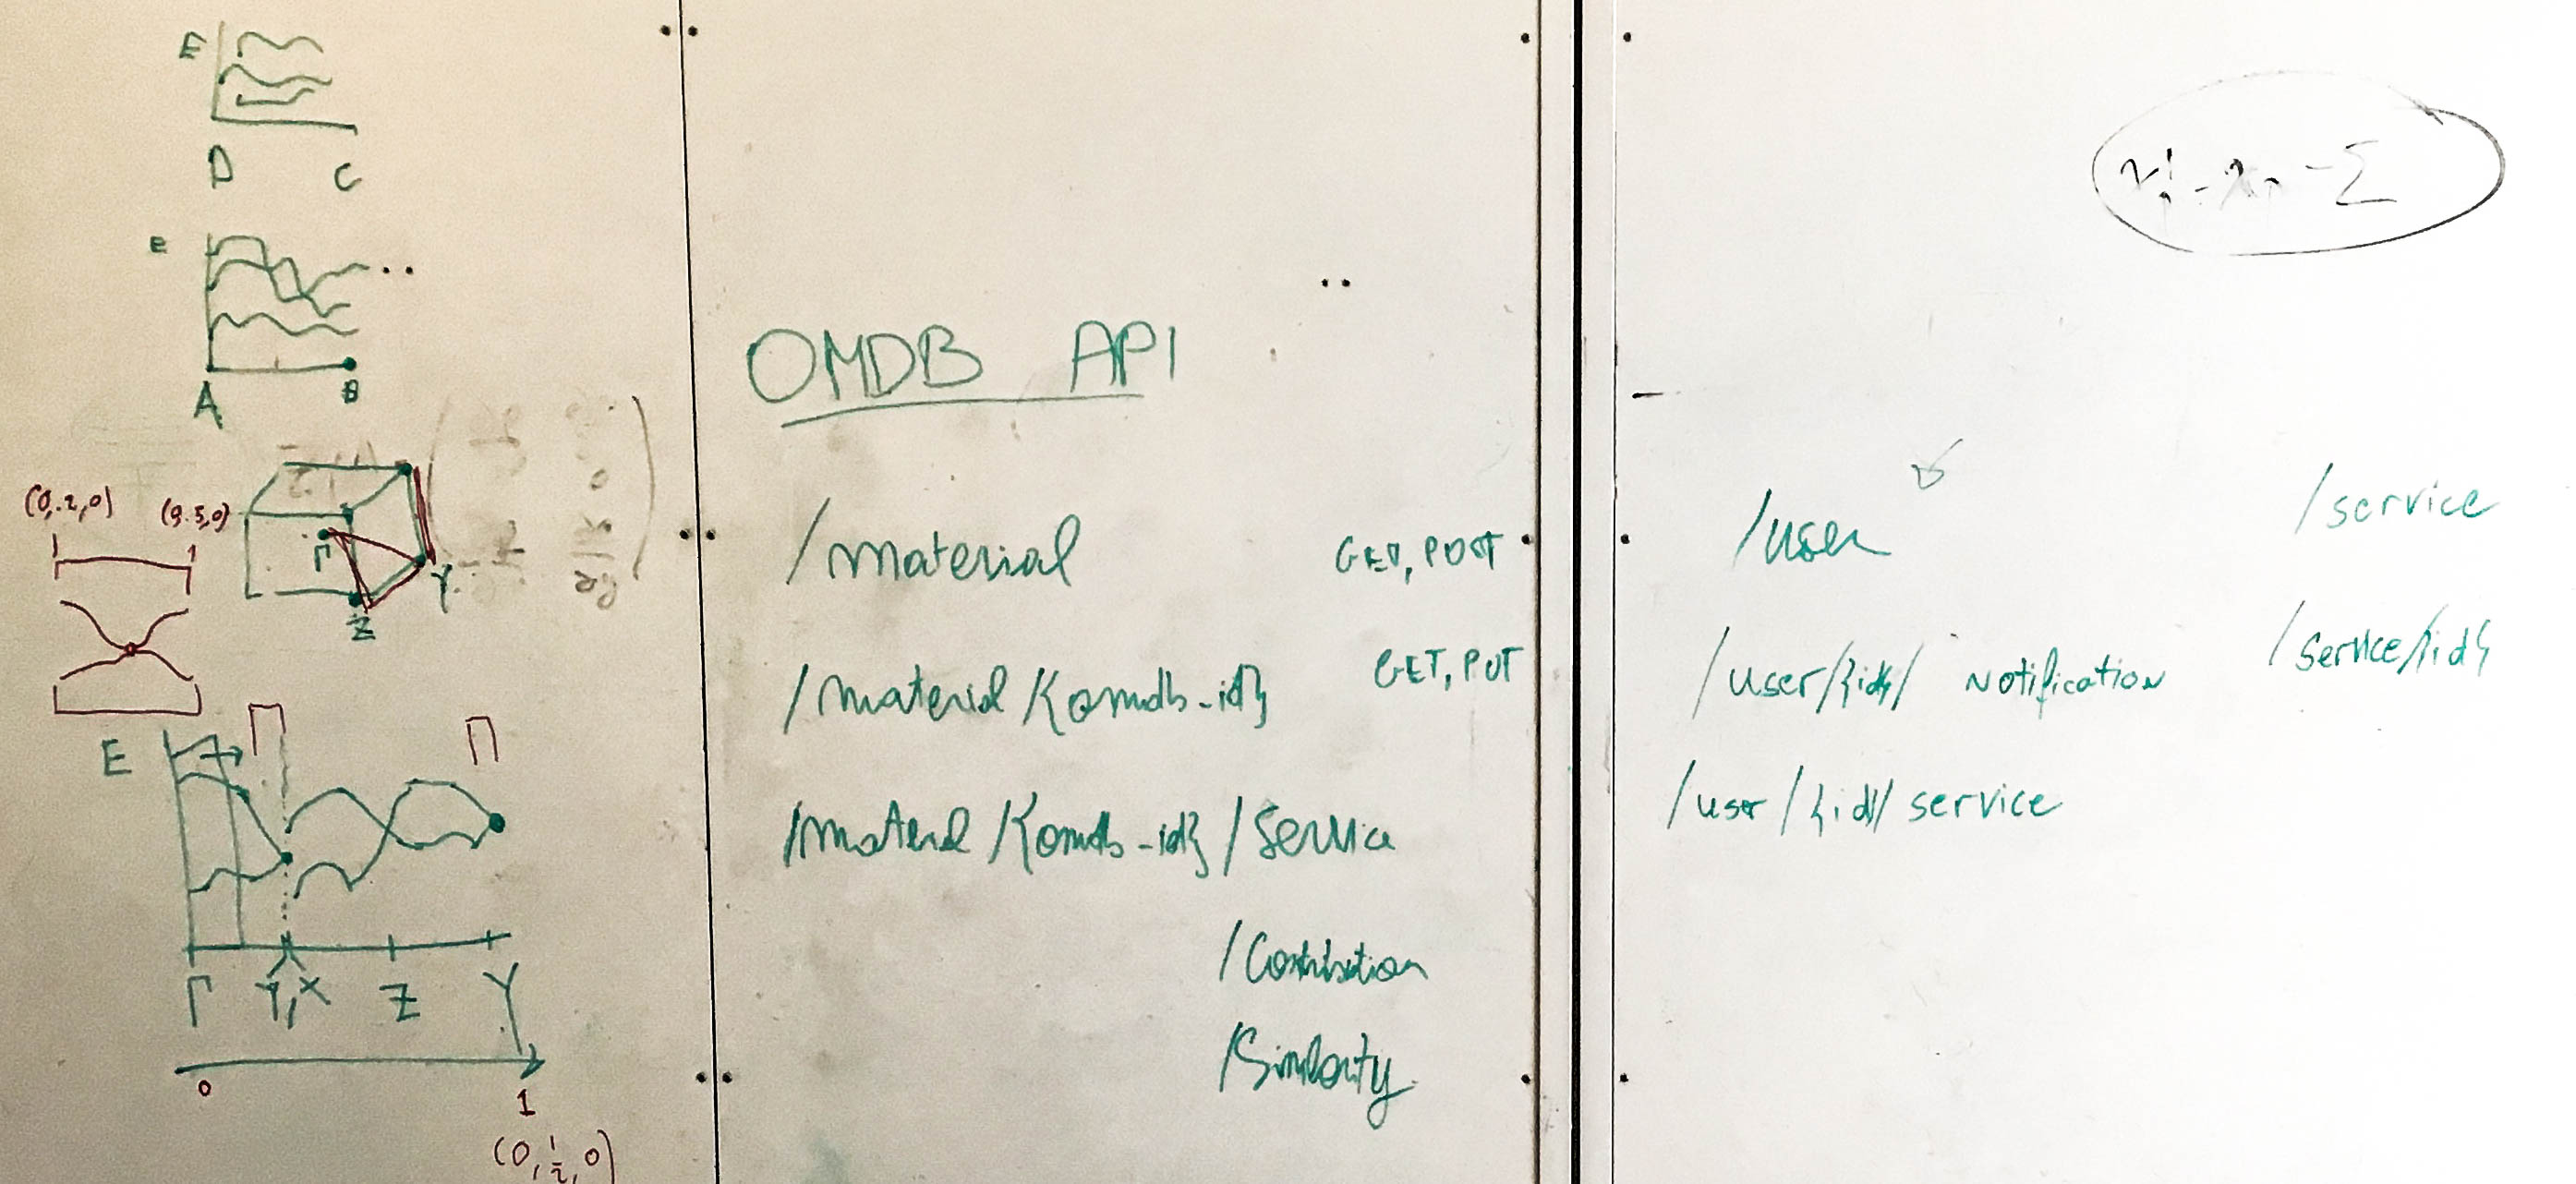 E
D C
E
A B
(0,.2,0) (0.5,0)
Γ
Y
Z
E
Γ Y,X Z Y
0 1
(0,½,0)
OMDB API
/material GET, POST
/material/{omdb-id} GET, PUT
/material/{omdb-id}/service
/Contribution
/Similarity
/user
/user/{id}/ notification
/user/{id}/ service
/service
/service/{id}